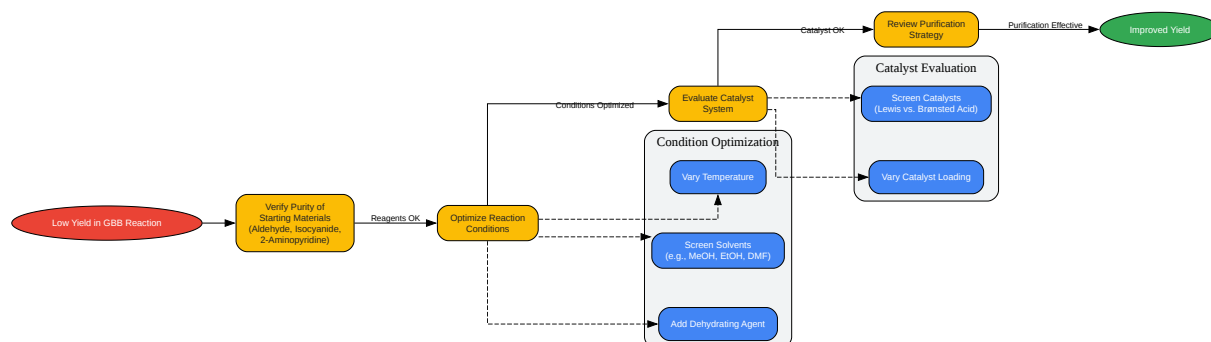 Low Yield in GBB Reaction
Verify Purity of
Starting Materials
(Aldehyde, Isocyanide,
2-Aminopyridine)
Reagents OK
Optimize Reaction
Conditions
Conditions Optimized
Condition Optimization
Vary Temperature
Screen Solvents
(e.g., MeOH, EtOH, DMF)
Add Dehydrating Agent
Evaluate Catalyst
System
Catalyst OK
Catalyst Evaluation
Screen Catalysts
(Lewis vs. Brønsted Acid)
Vary Catalyst Loading
Review Purification
Strategy
Purification Effective
Improved Yield